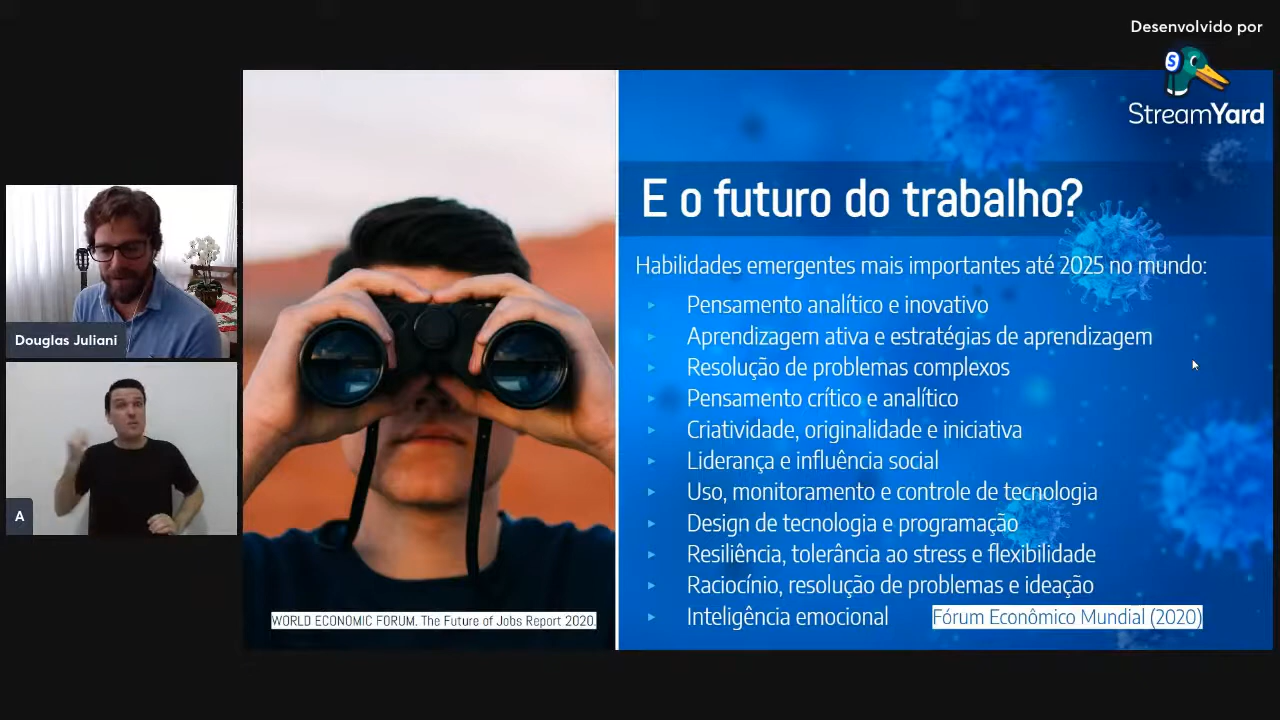 Desenvolvido por
StreamYard
E o futuro do trabalho?
Habilidades emergentes mais importantes até 2025 no mundo:
Pensamento analítico e inovativo
Aprendizagem ativa e estratégias de aprendizagem
Resolução de problemas complexos
Pensamento crítico e analítico
Criatividade, originalidade e iniciativa
Liderança e influência social
Uso, monitoramento e controle de tecnologia
Design de tecnologia e programação
Resiliência, tolerância ao stress e flexibilidade
Raciocínio, resolução de problemas e ideação
Inteligência emocional
Fórum Econômico Mundial (2020)
WORLD ECONOMIC FORUM. The Future of Jobs Report 2020.
Douglas Juliani
A